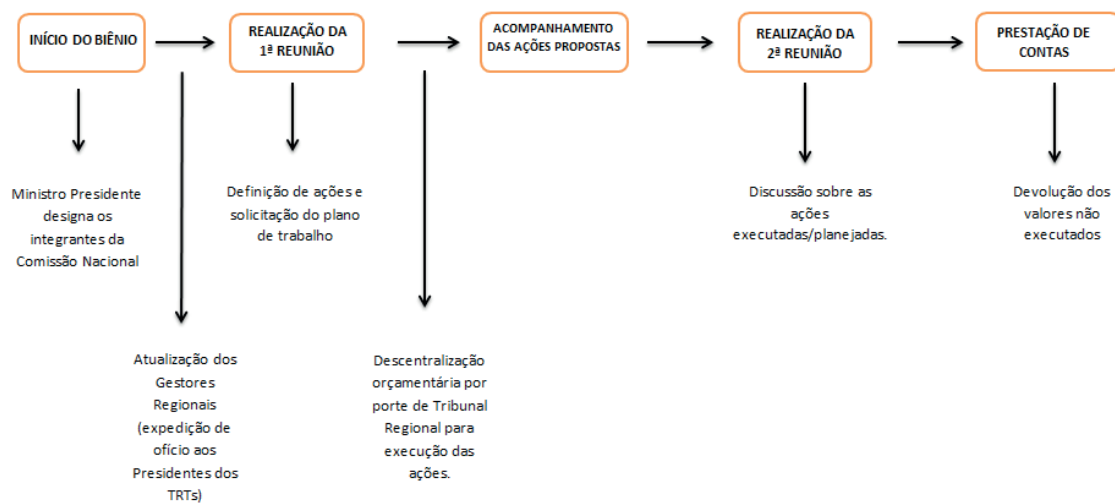 INÍCIO DO BIÊNIO
REALIZAÇÃO DA
1ª REUNIÃO
ACOMPANHAMENTO
DAS AÇÕES PROPOSTAS
REALIZAÇÃO DA
2ª REUNIÃO
PRESTAÇÃO DE
CONTAS
Ministro Presidente
designa os
integrantes da
Comissão Nacional
Definição de ações e
solicitação do plano
de trabalho
Discussão sobre as
ações
executadas/planejadas.
Devolução dos
valores não
executados
Atualização dos
Gestores
Regionais
(expedição de
ofício aos
Presidentes dos
TRTs)
Descentralização
orçamentária por
porte de Tribunal
Regional para
execução das
ações.